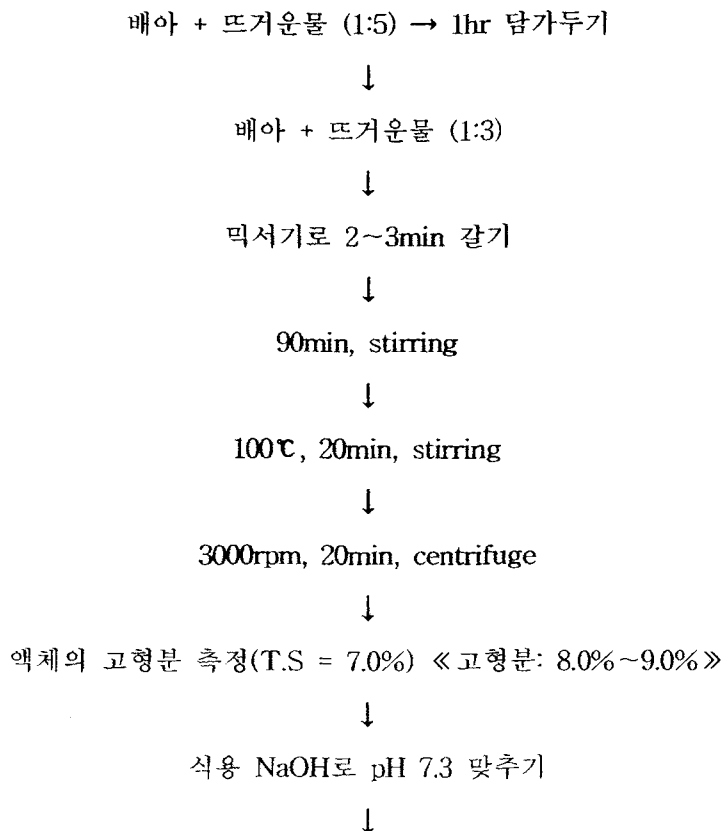 배아 + 뜨거운물 (1:5) → 1hr 담가두기
↓
배아 + 뜨거운물 (1:3)
↓
믹서기로 2~3min 갈기
↓
90min, stirring
↓
100℃, 20min, stirring
↓
3000rpm, 20min, centrifuge
↓
액체의 고형분 측정(T.S = 7.0%) ≪고형분: 8.0%~9.0%≫
↓
식용 NaOH로 pH 7.3 맞추기
↓